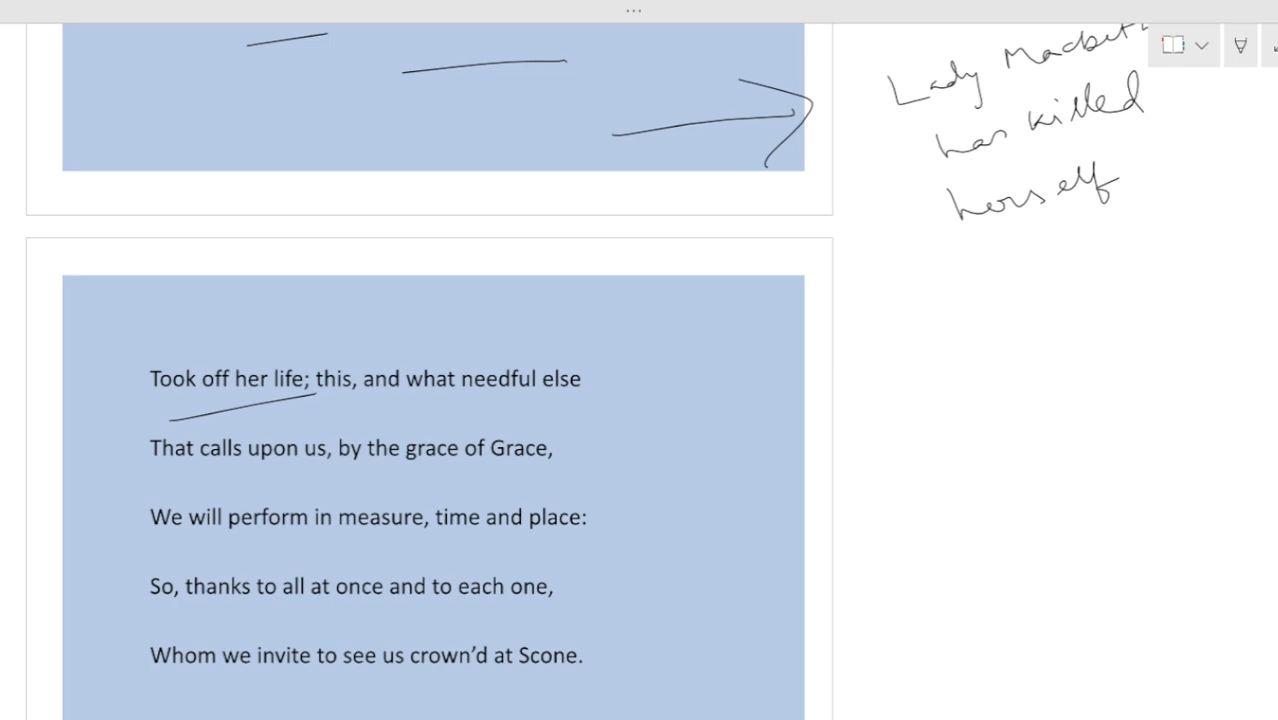 Lady Macbeth
has killed
herself
Took off her life; this, and what needful else
That calls upon us, by the grace of Grace,
We will perform in measure, time and place:
So, thanks to all at once and to each one,
Whom we invite to see us crown’d at Scone.